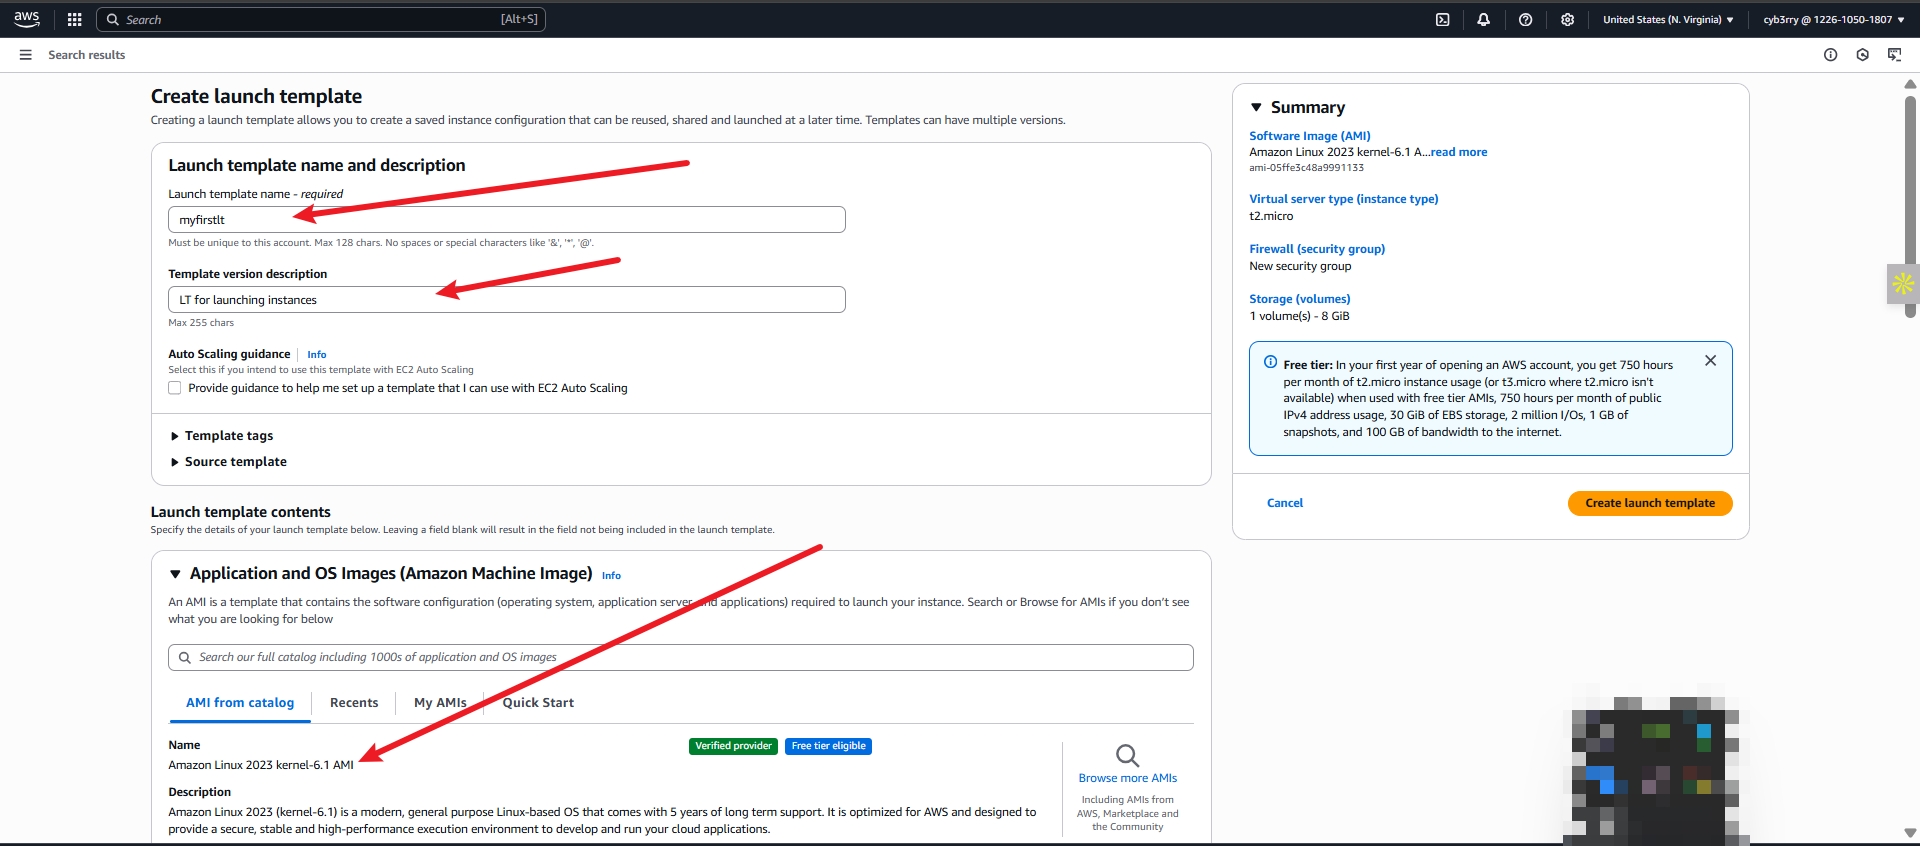 aws
Search
[Alt+S]
United States (N. Virginia)
cyb3rry @ 1226-1050-1807
Search results
Create launch template
Creating a launch template allows you to create a saved instance configuration that can be reused, shared and launched at a later time. Templates can have multiple versions.
Launch template name and description
Launch template name - required
myfirstlt
Must be unique to this account. Max 128 chars. No spaces or special characters like '&', '*', '@'.
Template version description
LT for launching instances
Max 255 chars
Auto Scaling guidance
Info
Select this if you intend to use this template with EC2 Auto Scaling
Provide guidance to help me set up a template that I can use with EC2 Auto Scaling
Template tags
Source template
Launch template contents
Specify the details of your launch template below. Leaving a field blank will result in the field not being included in the launch template.
Application and OS Images (Amazon Machine Image)
Info
An AMI is a template that contains the software configuration (operating system, application server, and applications) required to launch your instance. Search or Browse for AMIs if you don't see
what you are looking for below
Search our full catalog including 1000s of application and OS images
AMI from catalog
Recents
My AMIs
Quick Start
Name
Amazon Linux 2023 kernel-6.1 AMI
Verified provider
Free tier eligible
Description
Amazon Linux 2023 (kernel-6.1) is a modern, general purpose Linux-based OS that comes with 5 years of long term support. It is optimized for AWS and designed to
provide a secure, stable and high-performance execution environment to develop and run your cloud applications.
Browse more AMIs
Including AMIs from
AWS, Marketplace and
the Community
Summary
Software Image (AMI)
Amazon Linux 2023 kernel-6.1 A...read more
ami-05ffe3c48a9991133
Virtual server type (instance type)
t2.micro
Firewall (security group)
New security group
Storage (volumes)
1 volume(s) - 8 GiB
Free tier: In your first year of opening an AWS account, you get 750 hours
per month of t2.micro instance usage (or t3.micro where t2.micro isn't
available) when used with free tier AMIs, 750 hours per month of public
IPv4 address usage, 30 GiB of EBS storage, 2 million I/Os, 1 GB of
snapshots, and 100 GB of bandwidth to the internet.
Cancel
Create launch template